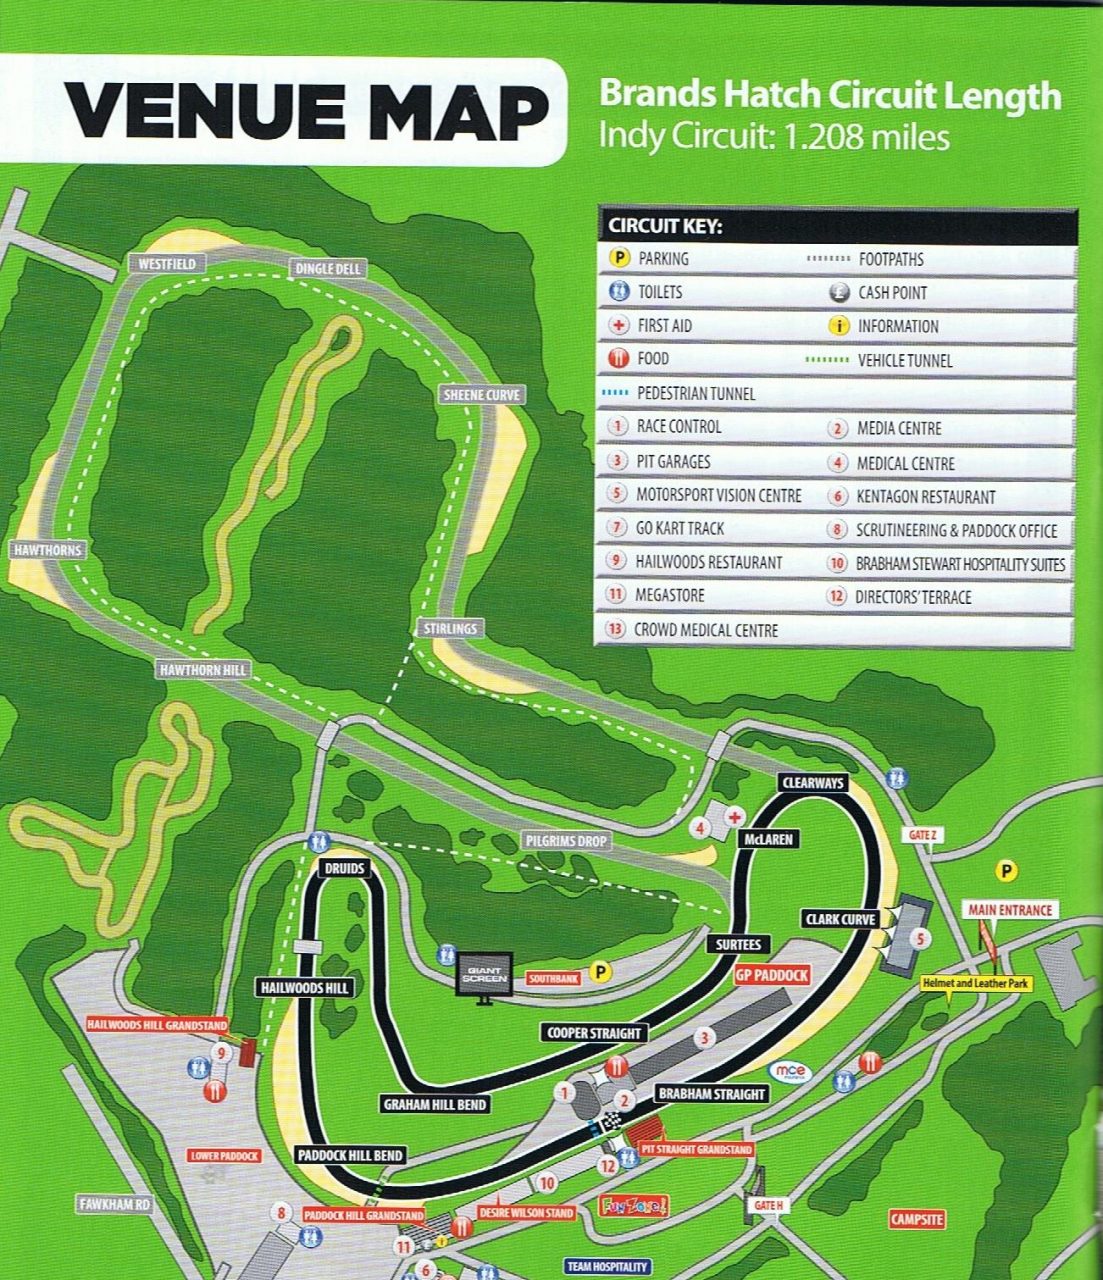 VENUE MAP
Brands Hatch Circuit Length
Indy Circuit: 1.208 miles
CIRCUIT KEY:
P PARKING
FOOTPATHS
TOILETS
£ CASH POINT
FIRST AID
i INFORMATION
FOOD
VEHICLE TUNNEL
PEDESTRIAN TUNNEL
1 RACE CONTROL
2 MEDIA CENTRE
3 PIT GARAGES
4 MEDICAL CENTRE
5 MOTORSPORT VISION CENTRE
6 KENTAGON RESTAURANT
7 GO KART TRACK
8 SCRUTINEERING & PADDOCK OFFICE
9 HAILWOODS RESTAURANT
10 BRABHAM STEWART HOSPITALITY SUITES
11 MEGASTORE
12 DIRECTORS' TERRACE
13 CROWD MEDICAL CENTRE
WESTFIELD
DINGLE DELL
SHEENE CURVE
HAWTHORNS
STIRLINGS
HAWTHORN HILL
CLEARWAYS
4
McLAREN
PILGRIMS DROP
GATE Z
P
DRUIDS
MAIN ENTRANCE
CLARK CURVE
5
SURTEES
GIANT
SCREEN
SOUTHBANK
P
GP PADDOCK
Helmet and Leather Park
HAILWOODS HILL
HAILWOODS HILL GRANDSTAND
COOPER STRAIGHT
3
9
mce
1
2
BRABHAM STRAIGHT
GRAHAM HILL BEND
PIT STRAIGHT GRANDSTAND
LOWER PADDOCK
PADDOCK HILL BEND
12
10
FAWKHAM RD
8
PADDOCK HILL GRANDSTAND
DESIRE WILSON STAND
Fun Zone!
GATE H
CAMPSITE
11
£
i
6
TEAM HOSPITALITY